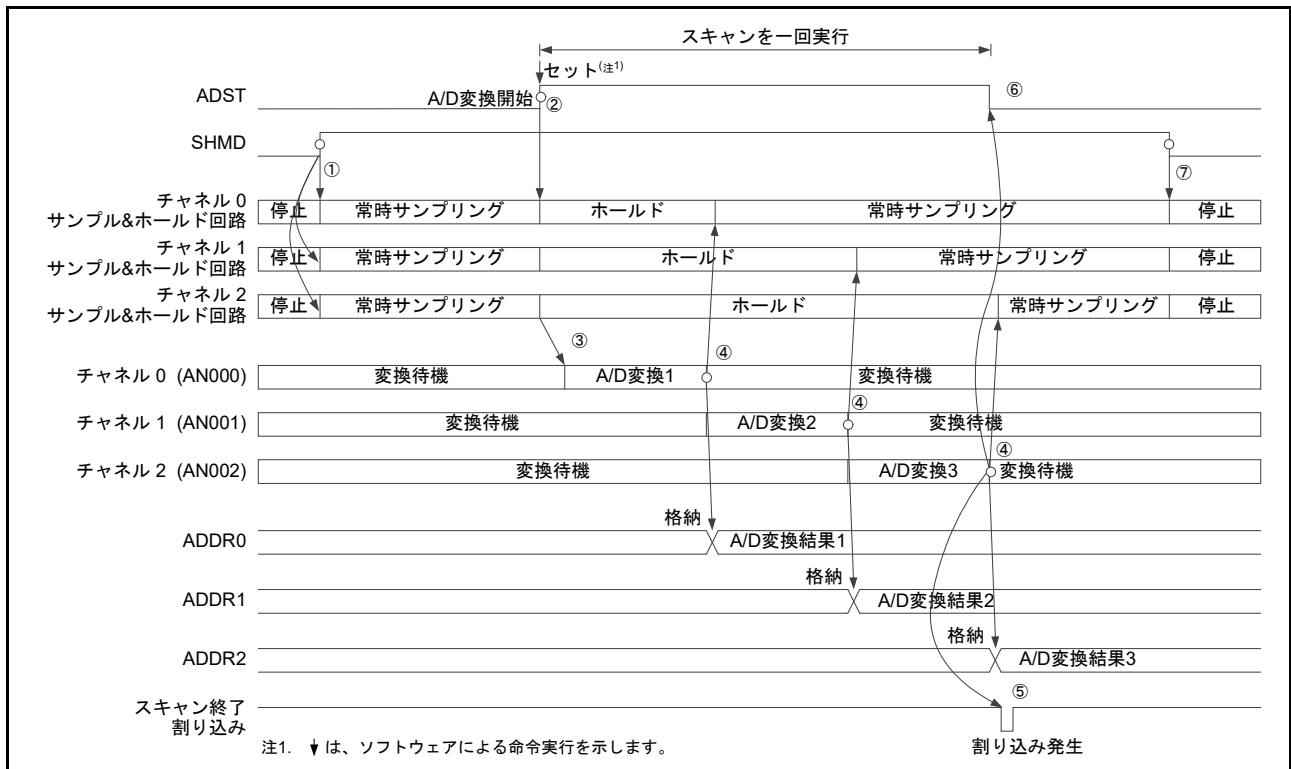 スキャンを一回実行
セット(注1)
ADST
A/D変換開始
②
⑥
SHMD
①
⑦
チャネル 0
サンプル&ホールド回路
停止
常時サンプリング
ホールド
常時サンプリング
停止
チャネル 1
サンプル&ホールド回路
停止
常時サンプリング
ホールド
常時サンプリング
停止
チャネル 2
サンプル&ホールド回路
停止
常時サンプリング
ホールド
常時サンプリング
停止
③
④
チャネル 0 (AN000)
変換待機
A/D変換1
変換待機
④
チャネル 1 (AN001)
変換待機
A/D変換2
変換待機
④
チャネル 2 (AN002)
変換待機
A/D変換3
変換待機
格納
ADDR0
A/D変換結果1
格納
ADDR1
A/D変換結果2
格納
ADDR2
A/D変換結果3
⑤
スキャン終了
割り込み
割り込み発生
注1. は、ソフトウェアによる命令実行を示します。